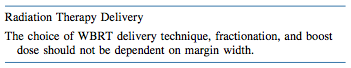 Radiation Therapy Delivery
The choice of WBRT delivery technique, fractionation, and boost
dose should not be dependent on margin width.